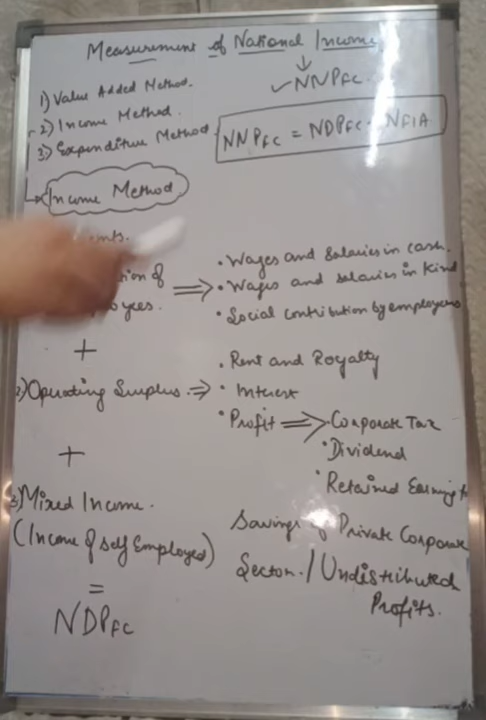 Measurement of National Income
↓
✓NNPFC.
1) Value Added Method.
2) Income Method.
3) Expenditure Method
NNPFC = NDPFC NFIA
Income Method
⇒ • Wages and Salaries in cash.
• Wages and salaries in kind
• Social contribution by employers
+
2) Operating Surplus. ⇒ • Rent and Royalty
• Interest
• Profit ⇒ • Corporate Tax
• Dividend
• Retained Earning
+
3) Mixed Income.
(Income of self Employed)
Savings of Private Corporate
Sector. / Undistributed
Profits.
=
NDPFC